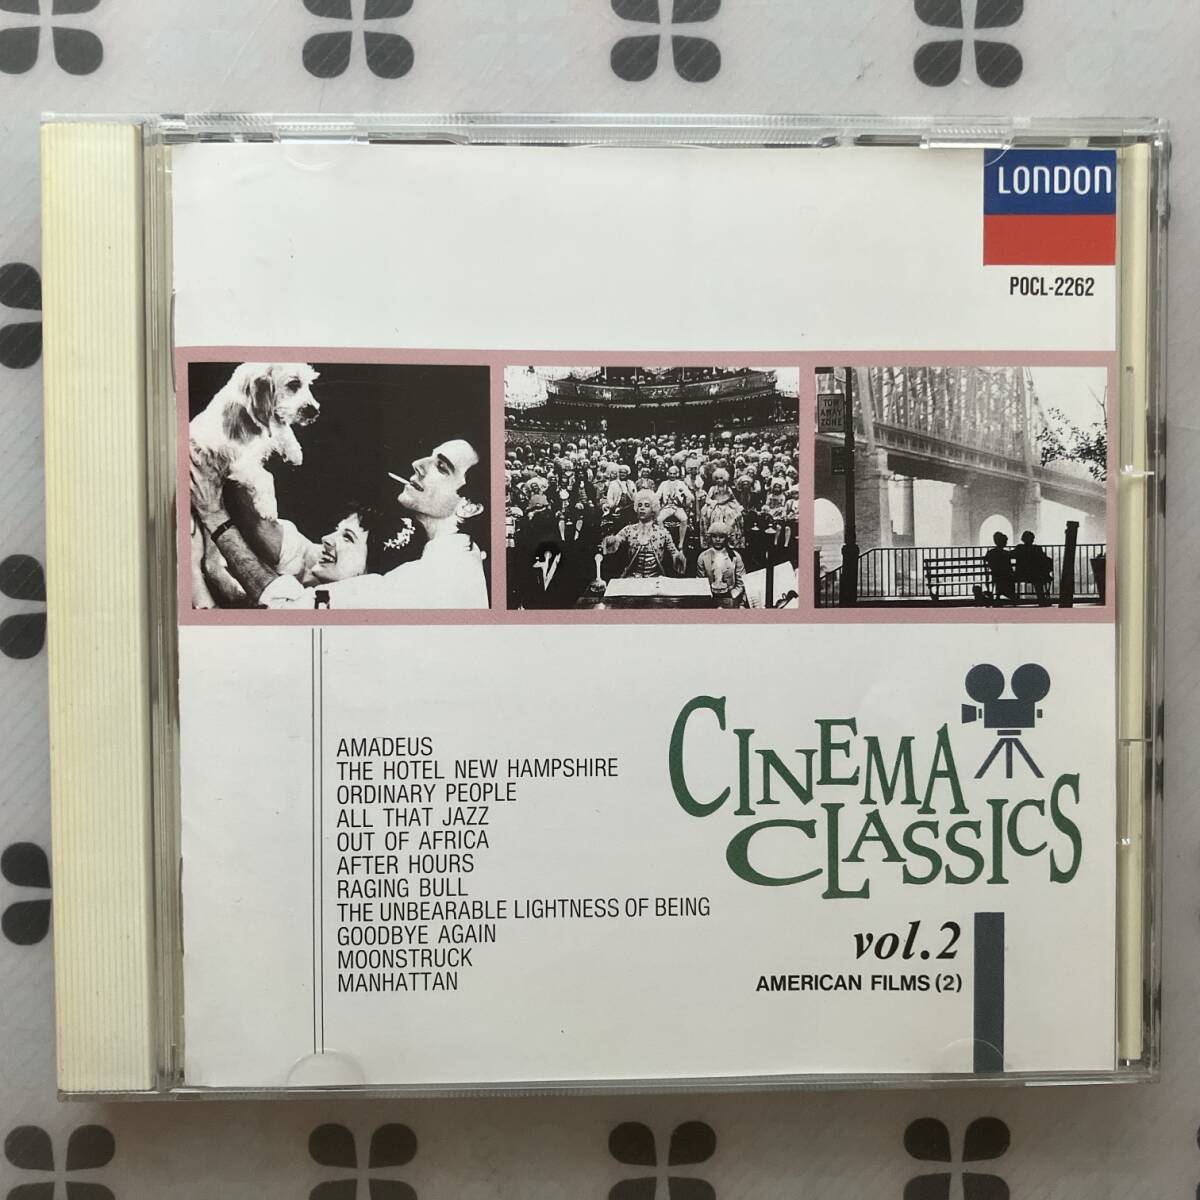 LONDON
POCL-2262
TOW
AWAY
ZONE
AMADEUS
THE HOTEL NEW HAMPSHIRE
ORDINARY PEOPLE
ALL THAT JAZZ
OUT OF AFRICA
AFTER HOURS
RAGING BULL
THE UNBEARABLE LIGHTNESS OF BEING
GOODBYE AGAIN
MOONSTRUCK
MANHATTAN
CINEMA
CLASSICS
vol.2
AMERICAN FILMS (2)